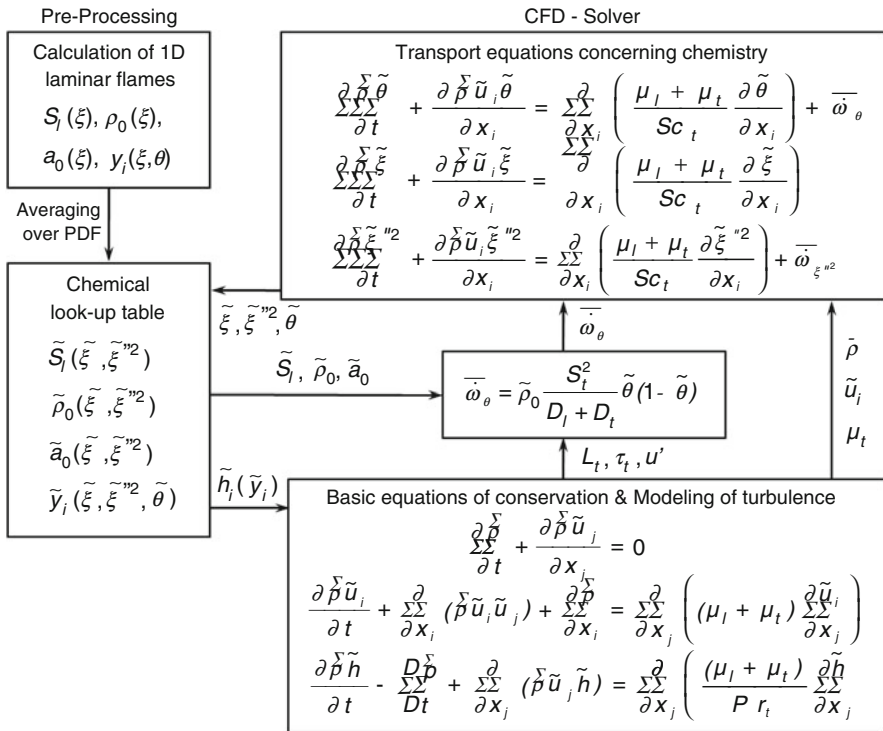 Pre-Processing
CFD - Solver
Calculation of 1D
laminar flames
S_l(ξ), ρ_0(ξ),
a_0(ξ), y_i(ξ,θ)
Averaging
over PDF
Chemical
look-up table
S̃_l(ξ̃, ξ̃"²)
ρ̃_0(ξ̃, ξ̃"²)
ã_0(ξ̃, ξ̃"²)
ỹ_i(ξ̃, ξ̃"², θ̃)
Transport equations concerning chemistry
∂ρ̄θ̃/∂t + ∂ρ̄ũ_iθ̃/∂x_i = ∂/∂x_i ((μ_l + μ_t)/Sc_t ∂θ̃/∂x_i) + ω̇̅_θ
∂ρ̄ξ̃/∂t + ∂ρ̄ũ_iξ̃/∂x_i = ∂/∂x_i ((μ_l + μ_t)/Sc_t ∂ξ̃/∂x_i)
∂ρ̄ξ̃"²/∂t + ∂ρ̄ũ_iξ̃"²/∂x_i = ∂/∂x_i ((μ_l + μ_t)/Sc_t ∂ξ̃"²/∂x_i) + ω̇̅_ξ"²
ξ̃, ξ̃"², θ̃
ω̇̅_θ
S̃_l, ρ̃_0, ã_0
ω̇̅_θ = ρ̃_0 S_t²/(D_l + D_t) θ̃(1- θ̃)
ρ̄
ũ_i
μ_t
L_t, τ_t, u'
h̃_i(ỹ_i)
Basic equations of conservation & Modeling of turbulence
∂ρ̄/∂t + ∂ρ̄ũ_j/∂x_j = 0
∂ρ̄ũ_i/∂t + ∂/∂x_i (ρ̄ũ_iũ_j) + ∂p̄/∂x_i = ∂/∂x_j ((μ_l + μ_t) ∂ũ_i/∂x_j)
∂ρ̄h̃/∂t - Dp̄/Dt + ∂/∂x_j (ρ̄ũ_jh̃) = ∂/∂x_j ((μ_l + μ_t)/Pr_t ∂h̃/∂x_j